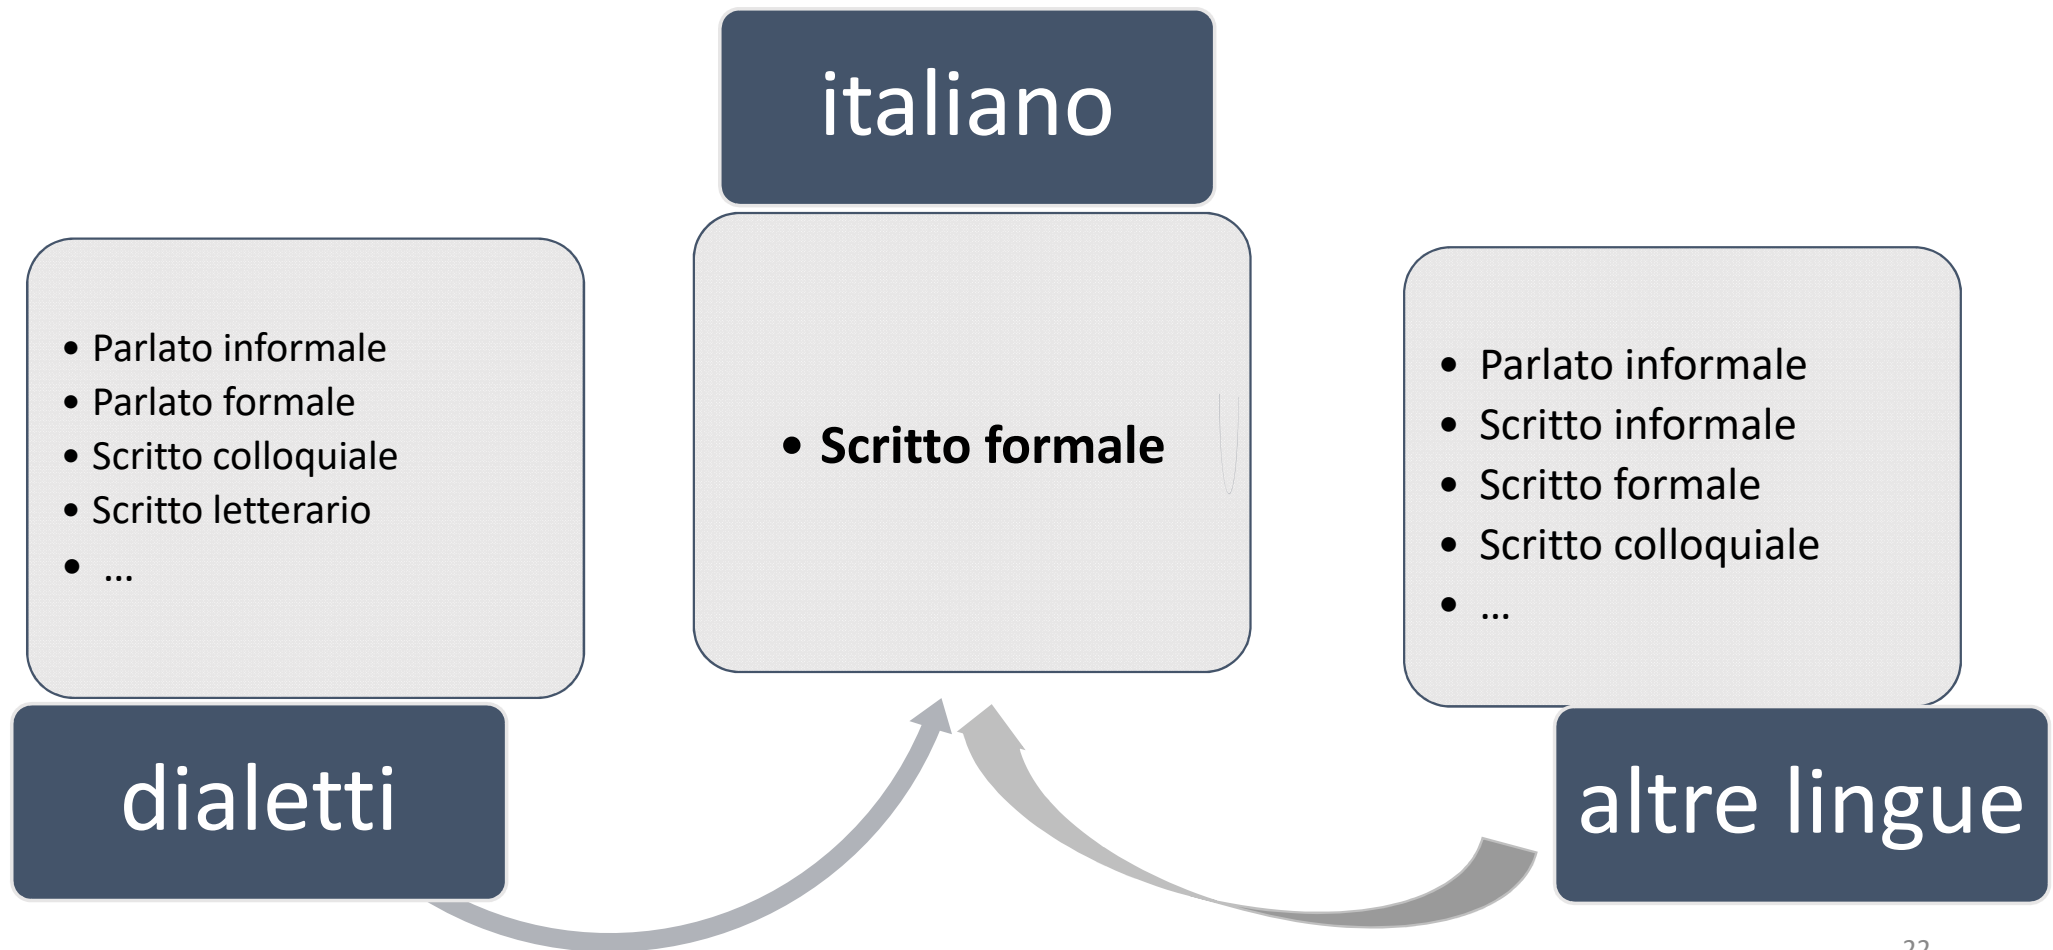 italiano
• Parlato informale
• Parlato formale
• Scritto colloquiale
• Scritto letterario
• ...
• Scritto formale
• Parlato informale
• Scritto informale
• Scritto formale
• Scritto colloquiale
• ...
dialetti
altre lingue
22